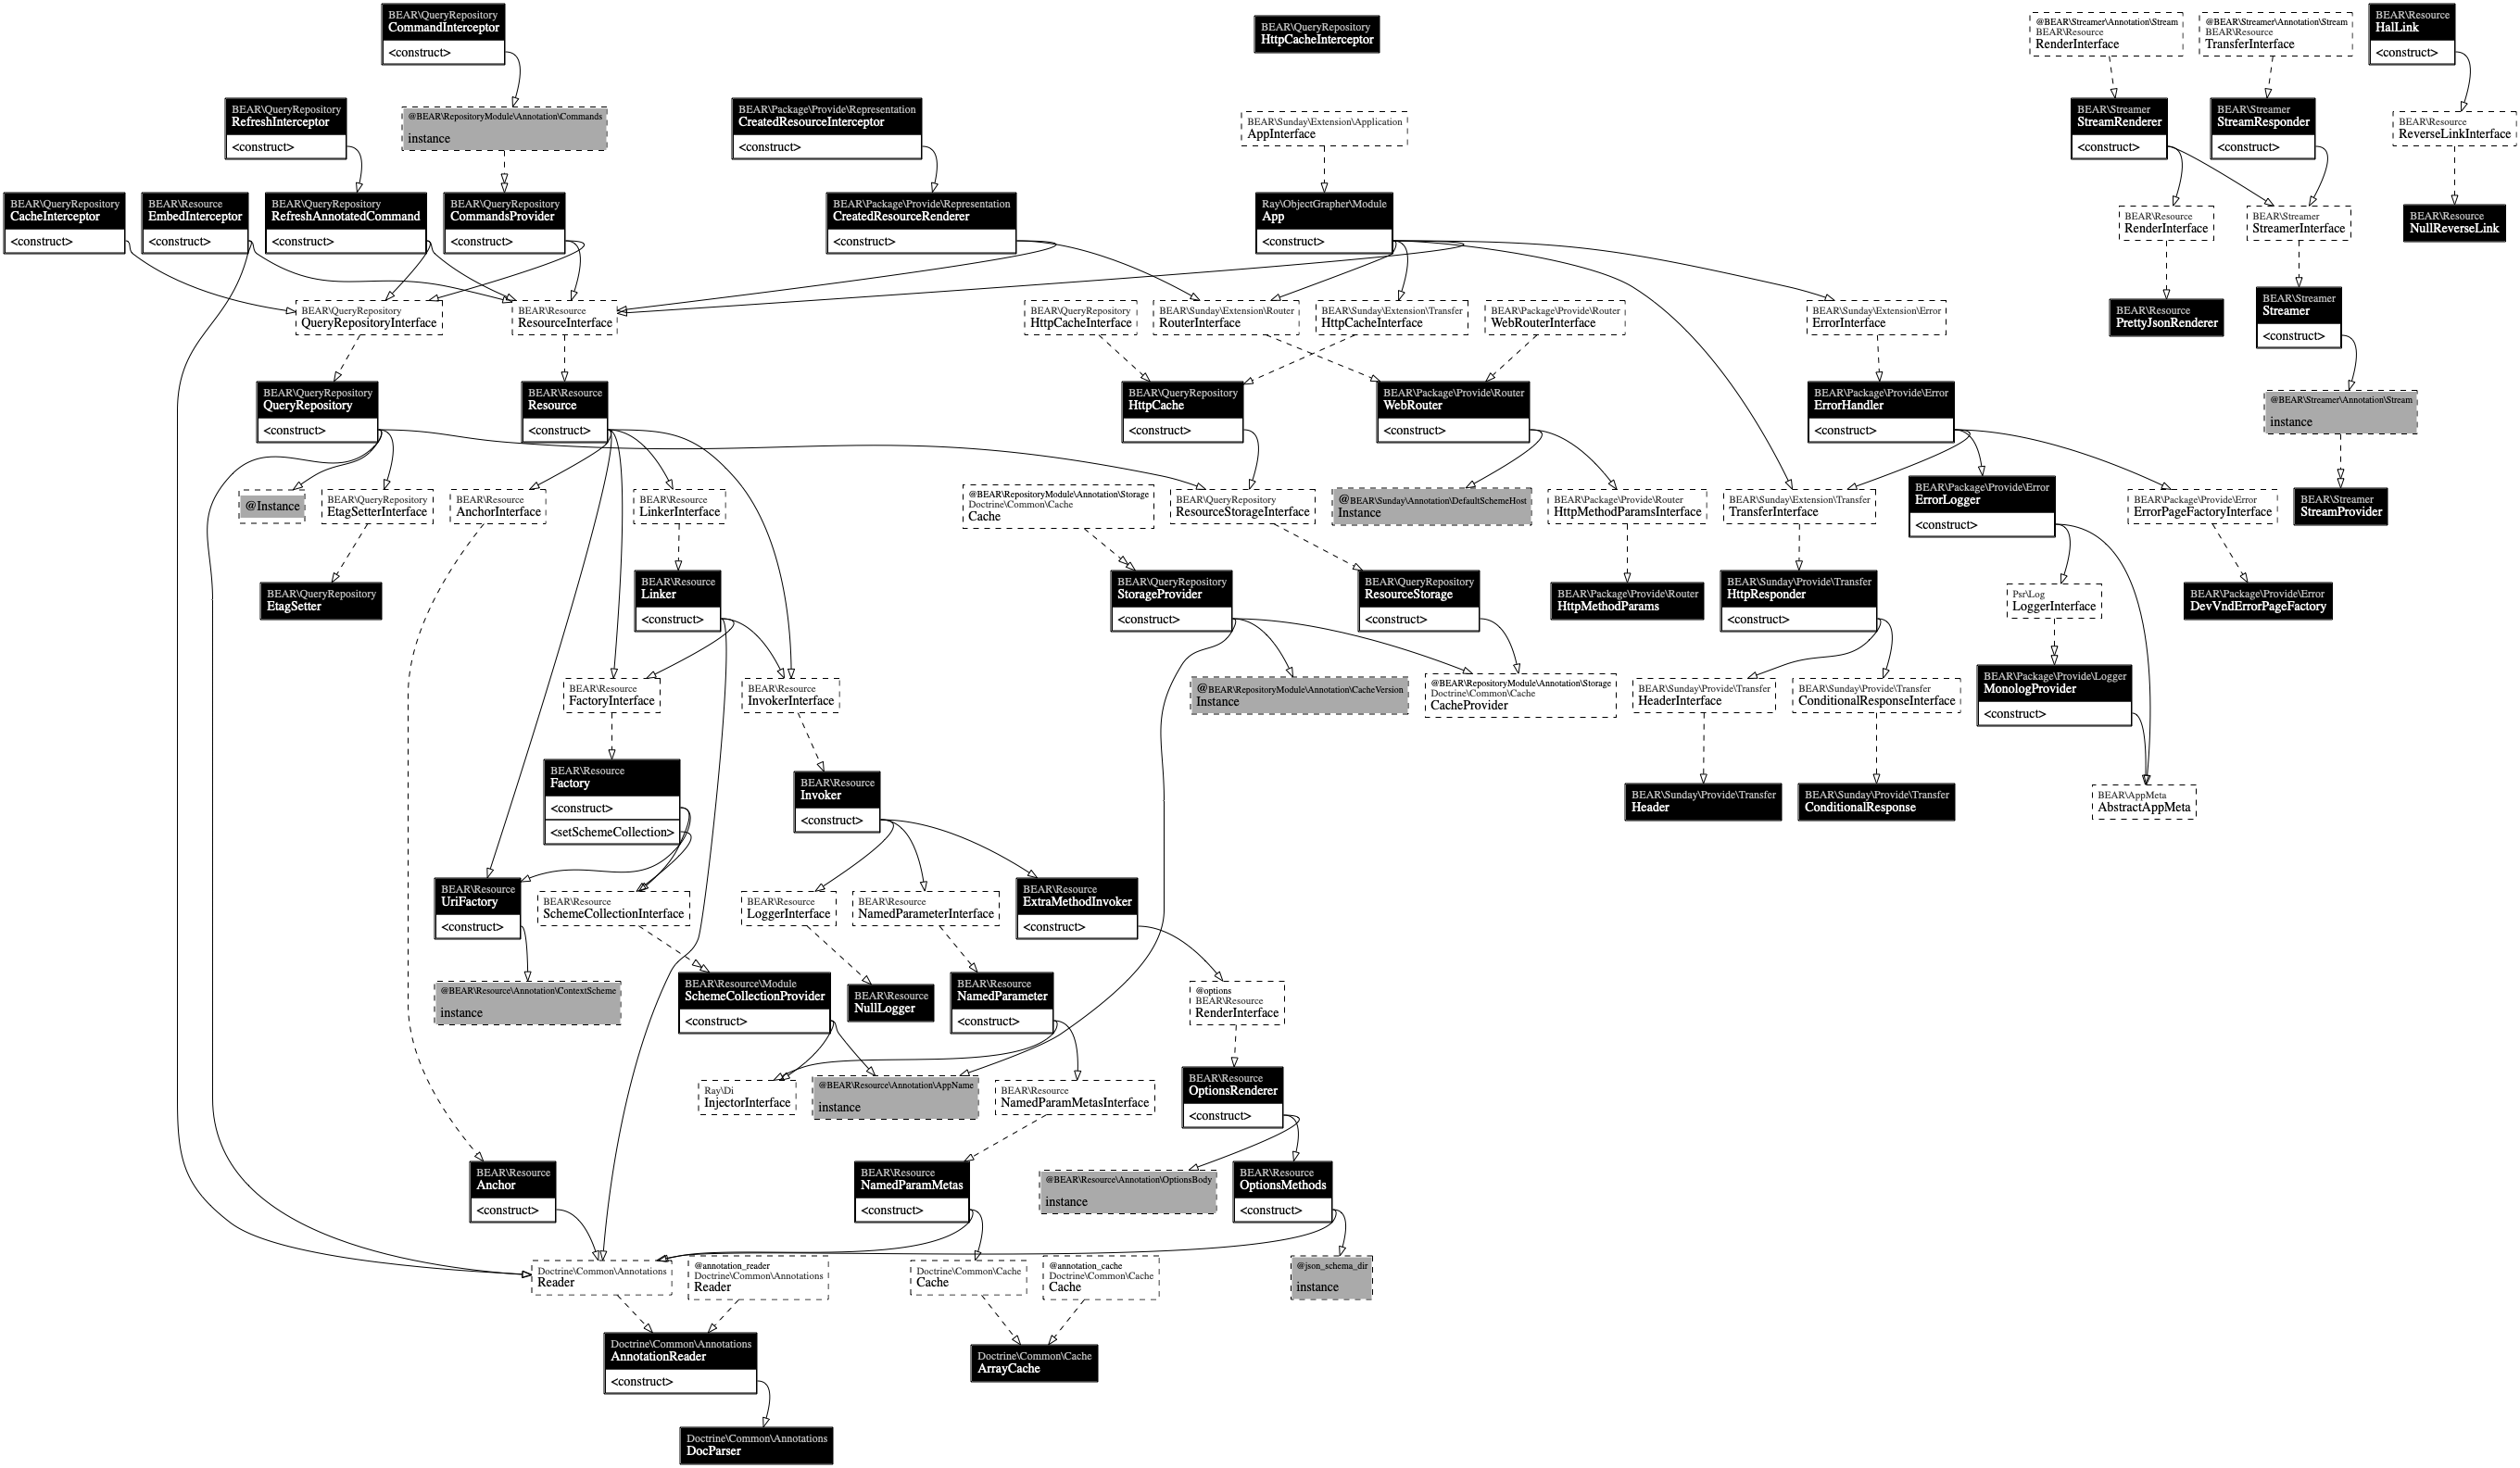 BEAR\QueryRepository
CommandInterceptor
<construct>
BEAR\QueryRepository
HttpCacheInterceptor
@BEAR\Streamer\Annotation\Stream
BEAR\Resource
RenderInterface
@BEAR\Streamer\Annotation\Stream
BEAR\Resource
TransferInterface
BEAR\Resource
HalLink
<construct>
BEAR\QueryRepository
RefreshInterceptor
<construct>
@BEAR\RepositoryModule\Annotation\Commands
instance
BEAR\Package\Provide\Representation
CreatedResourceInterceptor
<construct>
BEAR\Sunday\Extension\Application
AppInterface
BEAR\Streamer
StreamRenderer
<construct>
BEAR\Streamer
StreamResponder
<construct>
BEAR\Resource
ReverseLinkInterface
BEAR\QueryRepository
CacheInterceptor
<construct>
BEAR\Resource
EmbedInterceptor
<construct>
BEAR\QueryRepository
RefreshAnnotatedCommand
<construct>
BEAR\QueryRepository
CommandsProvider
<construct>
BEAR\Package\Provide\Representation
CreatedResourceRenderer
<construct>
Ray\ObjectGrapher\Module
App
<construct>
BEAR\Resource
RenderInterface
BEAR\Streamer
StreamerInterface
BEAR\Resource
NullReverseLink
BEAR\QueryRepository
QueryRepositoryInterface
BEAR\Resource
ResourceInterface
BEAR\QueryRepository
HttpCacheInterface
BEAR\Sunday\Extension\Router
RouterInterface
BEAR\Sunday\Extension\Transfer
HttpCacheInterface
BEAR\Package\Provide\Router
WebRouterInterface
BEAR\Sunday\Extension\Error
ErrorInterface
BEAR\Resource
PrettyJsonRenderer
BEAR\Streamer
Streamer
<construct>
BEAR\QueryRepository
QueryRepository
<construct>
BEAR\Resource
Resource
<construct>
BEAR\QueryRepository
HttpCache
<construct>
BEAR\Package\Provide\Router
WebRouter
<construct>
BEAR\Package\Provide\Error
ErrorHandler
<construct>
@BEAR\Streamer\Annotation\Stream
instance
@Instance
BEAR\QueryRepository
EtagSetterInterface
BEAR\Resource
AnchorInterface
BEAR\Resource
LinkerInterface
@BEAR\RepositoryModule\Annotation\Storage
Doctrine\Common\Cache
Cache
BEAR\QueryRepository
ResourceStorageInterface
@BEAR\Sunday\Annotation\DefaultSchemeHost
Instance
BEAR\Package\Provide\Router
HttpMethodParamsInterface
BEAR\Sunday\Extension\Transfer
TransferInterface
BEAR\Package\Provide\Error
ErrorLogger
<construct>
BEAR\Package\Provide\Error
ErrorPageFactoryInterface
BEAR\Streamer
StreamProvider
BEAR\QueryRepository
EtagSetter
BEAR\Resource
Linker
<construct>
BEAR\QueryRepository
StorageProvider
<construct>
BEAR\QueryRepository
ResourceStorage
<construct>
BEAR\Package\Provide\Router
HttpMethodParams
BEAR\Sunday\Provide\Transfer
HttpResponder
<construct>
Psr\Log
LoggerInterface
BEAR\Package\Provide\Error
DevVndErrorPageFactory
BEAR\Resource
FactoryInterface
BEAR\Resource
InvokerInterface
@BEAR\RepositoryModule\Annotation\CacheVersion
Instance
@BEAR\RepositoryModule\Annotation\Storage
Doctrine\Common\Cache
CacheProvider
BEAR\Sunday\Provide\Transfer
HeaderInterface
BEAR\Sunday\Provide\Transfer
ConditionalResponseInterface
BEAR\Package\Provide\Logger
MonologProvider
<construct>
BEAR\Resource
Factory
<construct>
<setSchemeCollection>
BEAR\Resource
Invoker
<construct>
BEAR\Sunday\Provide\Transfer
Header
BEAR\Sunday\Provide\Transfer
ConditionalResponse
BEAR\AppMeta
AbstractAppMeta
BEAR\Resource
UriFactory
<construct>
BEAR\Resource
SchemeCollectionInterface
BEAR\Resource
LoggerInterface
BEAR\Resource
NamedParameterInterface
BEAR\Resource
ExtraMethodInvoker
<construct>
@BEAR\Resource\Annotation\ContextScheme
instance
BEAR\Resource\Module
SchemeCollectionProvider
<construct>
BEAR\Resource
NullLogger
BEAR\Resource
NamedParameter
<construct>
@options
BEAR\Resource
RenderInterface
Ray\Di
InjectorInterface
@BEAR\Resource\Annotation\AppName
instance
BEAR\Resource
NamedParamMetasInterface
BEAR\Resource
OptionsRenderer
<construct>
BEAR\Resource
Anchor
<construct>
BEAR\Resource
NamedParamMetas
<construct>
@BEAR\Resource\Annotation\OptionsBody
instance
BEAR\Resource
OptionsMethods
<construct>
Doctrine\Common\Annotations
Reader
@annotation_reader
Doctrine\Common\Annotations
Reader
Doctrine\Common\Cache
Cache
@annotation_cache
Doctrine\Common\Cache
Cache
@json_schema_dir
instance
Doctrine\Common\Annotations
AnnotationReader
<construct>
Doctrine\Common\Cache
ArrayCache
Doctrine\Common\Annotations
DocParser